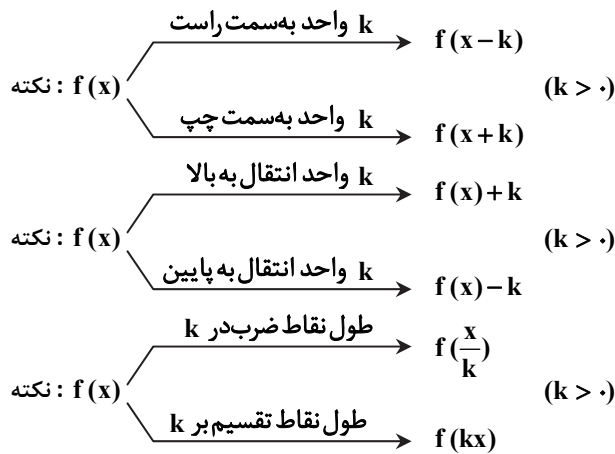 k واحد به‌سمت راست f(x−k)
نکته: f(x) (k > ۰)
k واحد به‌سمت چپ f(x+k)
k واحد انتقال به بالا f(x)+k
نکته: f(x) (k > ۰)
k واحد انتقال به پایین f(x)−k
طول نقاط ضرب‌در k f(x/k)
نکته: f(x) (k > ۰)
طول نقاط تقسیم بر k f(kx)